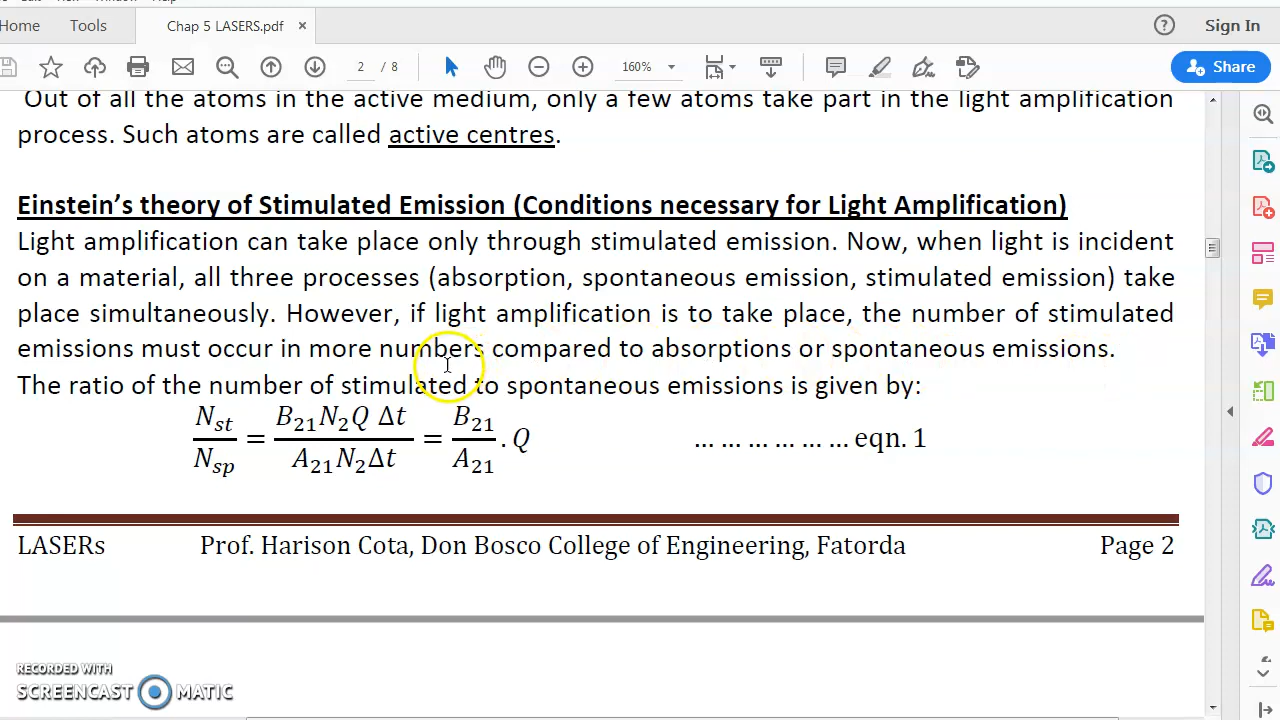 Home Tools Chap 5 LASERS.pdf × ? Sign In
2 / 8 160% Share
Out of all the atoms in the active medium, only a few atoms take part in the light amplification
process. Such atoms are called active centres.
Einstein’s theory of Stimulated Emission (Conditions necessary for Light Amplification)
Light amplification can take place only through stimulated emission. Now, when light is incident
on a material, all three processes (absorption, spontaneous emission, stimulated emission) take
place simultaneously. However, if light amplification is to take place, the number of stimulated
emissions must occur in more numbers compared to absorptions or spontaneous emissions.
The ratio of the number of stimulated to spontaneous emissions is given by:
N_st / N_sp = B_21 N_2 Q Δt / A_21 N_2 Δt = B_21 / A_21 . Q … … … … … … eqn. 1
LASERs Prof. Harison Cota, Don Bosco College of Engineering, Fatorda Page 2
RECORDED WITH
SCREENCAST MATIC